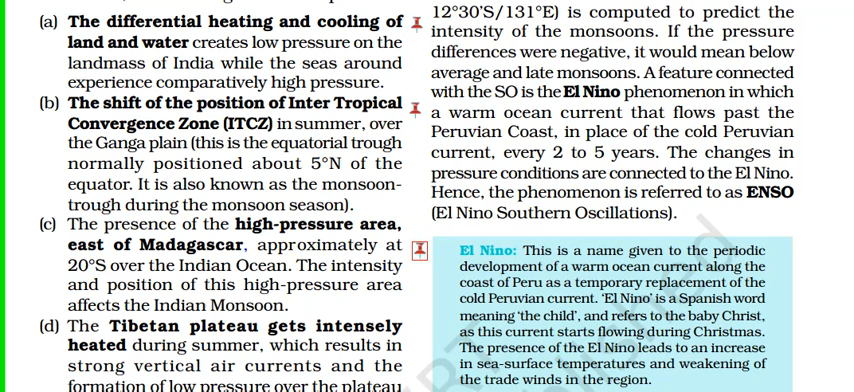 (a) The differential heating and cooling of
land and water creates low pressure on the
landmass of India while the seas around
experience comparatively high pressure.
(b) The shift of the position of Inter Tropical
Convergence Zone (ITCZ) in summer, over
the Ganga plain (this is the equatorial trough
normally positioned about 5°N of the
equator. It is also known as the monsoon-
trough during the monsoon season).
(c) The presence of the high-pressure area,
east of Madagascar, approximately at
20°S over the Indian Ocean. The intensity
and position of this high-pressure area
affects the Indian Monsoon.
(d) The Tibetan plateau gets intensely
heated during summer, which results in
strong vertical air currents and the
formation of low pressure over the plateau
12°30'S/131°E) is computed to predict the
intensity of the monsoons. If the pressure
differences were negative, it would mean below
average and late monsoons. A feature connected
with the SO is the El Nino phenomenon in which
a warm ocean current that flows past the
Peruvian Coast, in place of the cold Peruvian
current, every 2 to 5 years. The changes in
pressure conditions are connected to the El Nino.
Hence, the phenomenon is referred to as ENSO
(El Nino Southern Oscillations).
El Nino: This is a name given to the periodic
development of a warm ocean current along the
coast of Peru as a temporary replacement of the
cold Peruvian current. 'El Nino' is a Spanish word
meaning 'the child', and refers to the baby Christ,
as this current starts flowing during Christmas.
The presence of the El Nino leads to an increase
in sea-surface temperatures and weakening of
the trade winds in the region.